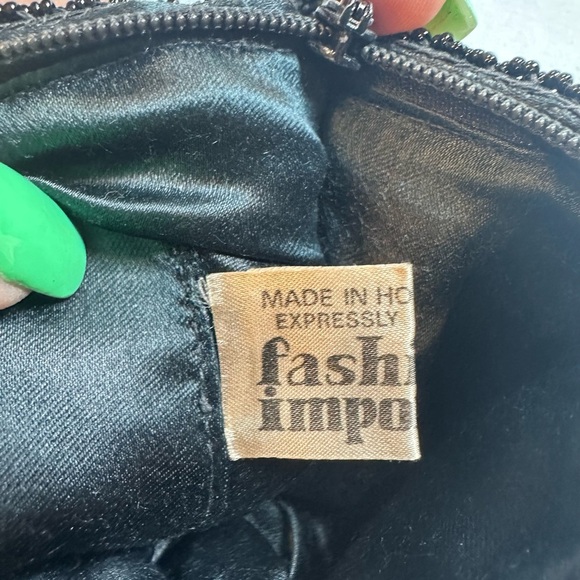 MADE IN HO
EXPRESSLY
fash
impo